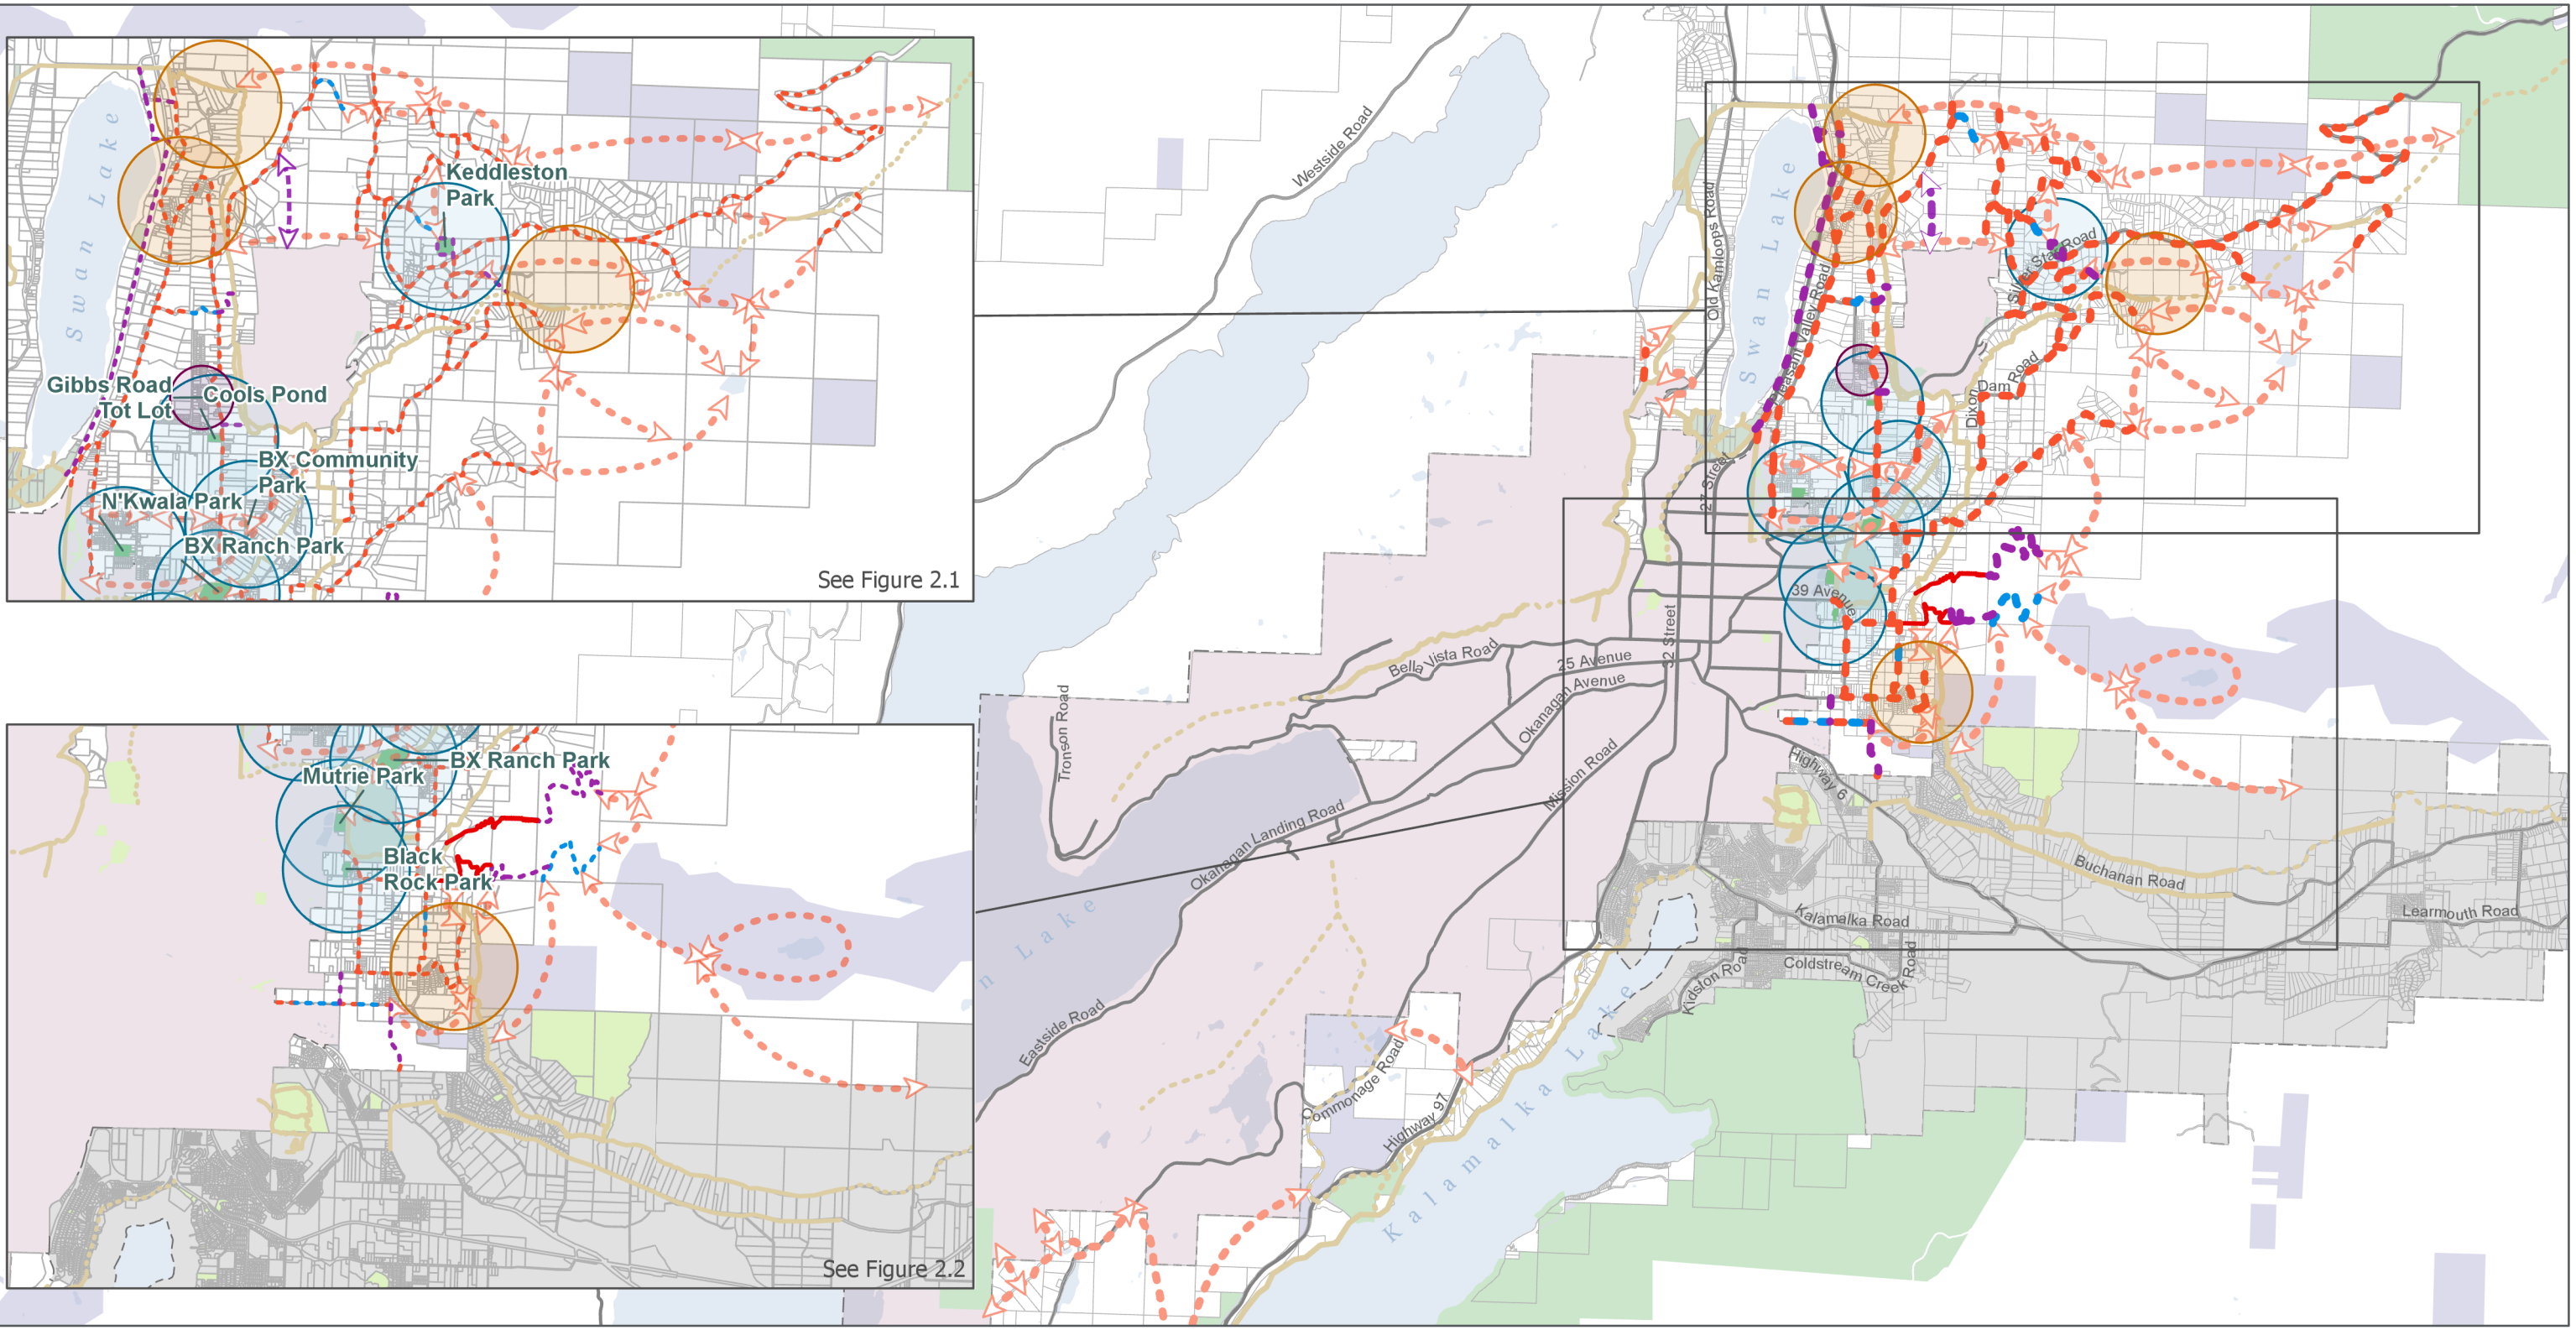 Swan Lake
Keddleston
Park
Gibbs Road
Tot Lot
Cools Pond
BX Community
Park
N'Kwala Park
BX Ranch Park
See Figure 2.1
Mutrie Park
BX Ranch Park
Black
Rock Park
See Figure 2.2
Westside Road
Old Kamloops Road
Swan Lake
Pleasant Valley Road
Silver Star Road
Dixon Dam Road
27 Street
39 Avenue
32 Street
Bella Vista Road
25 Avenue
Okanagan Avenue
Tronson Road
Mission Road
Okanagan Landing Road
Highway 6
Buchanan Road
Learmouth Road
Kalamalka Road
Coldstream Creek Road
Kidston Road
n Lake
Eastside Road
Commonage Road
Highway 97
Kalamalka Lake